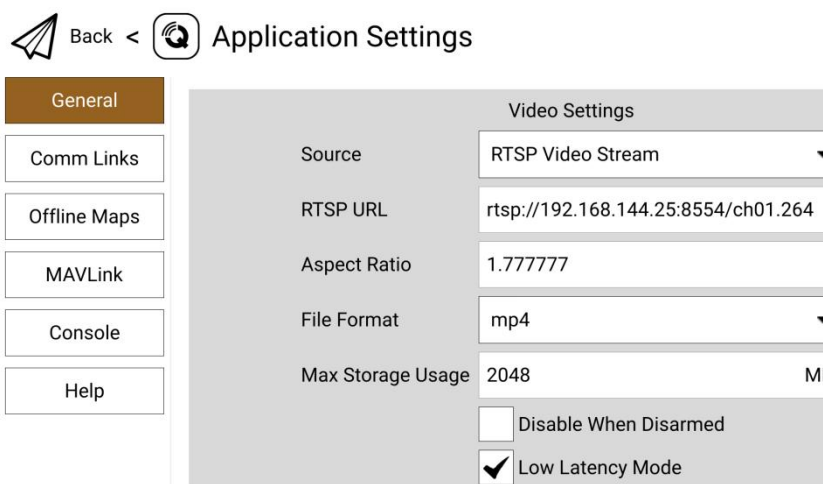 Back < Application Settings
General
Comm Links
Offline Maps
MAVLink
Console
Help
Video Settings
Source RTSP Video Stream
RTSP URL rtsp://192.168.144.25:8554/ch01.264
Aspect Ratio 1.777777
File Format mp4
Max Storage Usage 2048
Disable When Disarmed
Low Latency Mode